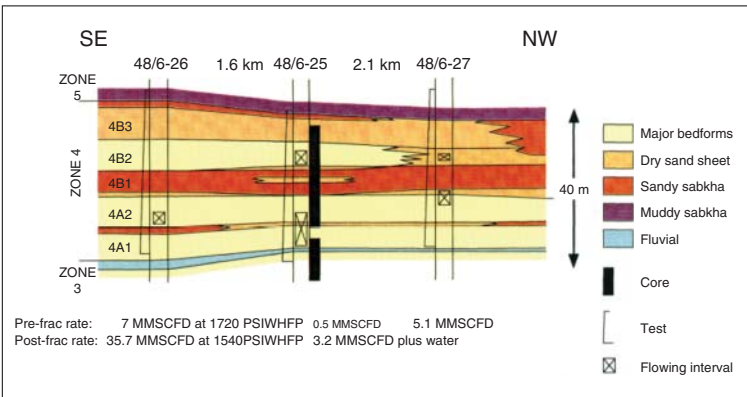 SE NW
48/6-26 1.6 km 48/6-25 2.1 km 48/6-27
ZONE
5
4B3
4B2
4B1
4A2
4A1
ZONE 4
ZONE
3
40 m
Major bedforms
Dry sand sheet
Sandy sabkha
Muddy sabkha
Fluvial
Core
Test
Flowing interval
Pre-frac rate: 7 MMSCFD at 1720 PSIWHFP 0.5 MMSCFD 5.1 MMSCFD
Post-frac rate: 35.7 MMSCFD at 1540PSIWHFP 3.2 MMSCFD plus water